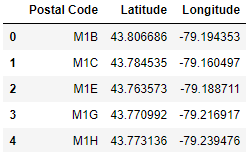 Postal Code Latitude Longitude
0 M1B 43.806686 -79.194353
1 M1C 43.784535 -79.160497
2 M1E 43.763573 -79.188711
3 M1G 43.770992 -79.216917
4 M1H 43.773136 -79.239476